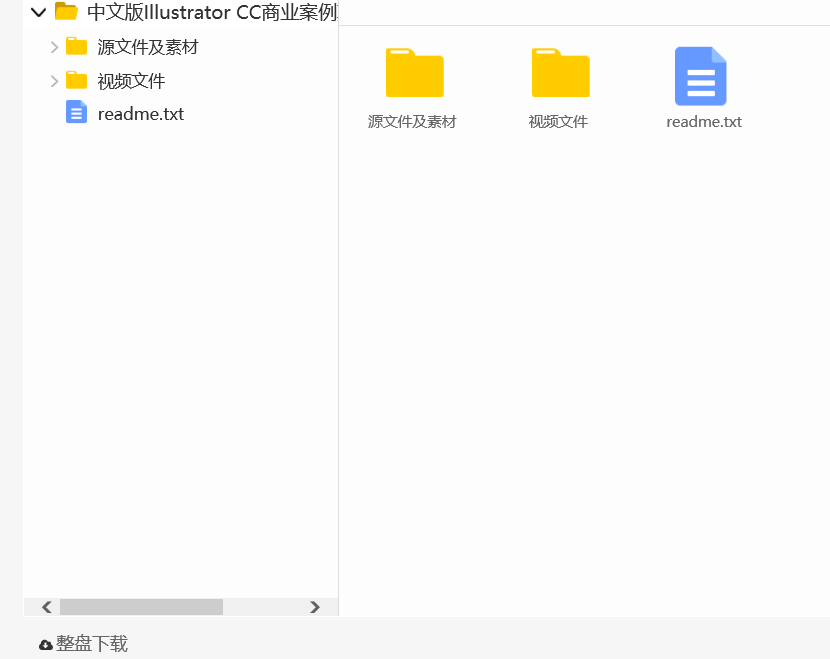 中文版Illustrator CC商业案例
源文件及素材
视频文件
readme.txt
源文件及素材
视频文件
readme.txt
整盘下载